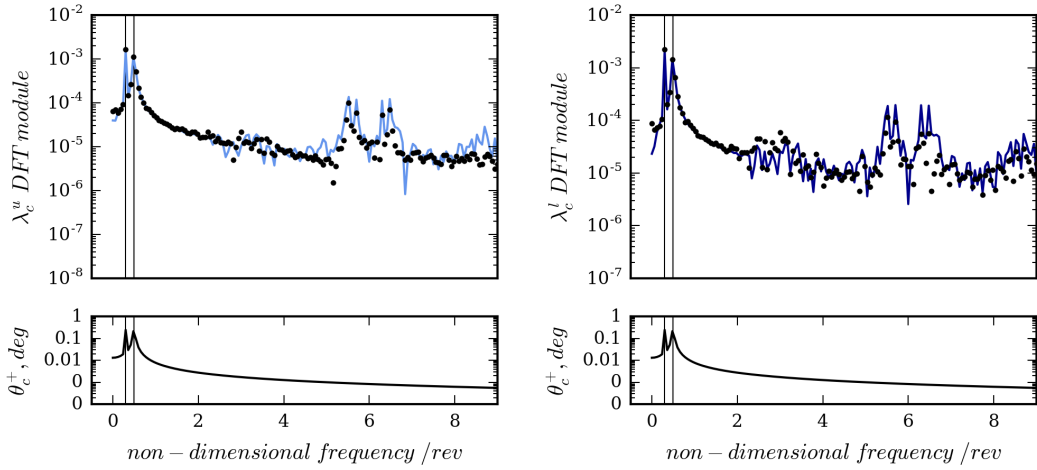 10^-2
10^-3
10^-4
10^-5
10^-6
10^-7
10^-8
λ_c^u DFT module
1
0.1
0.01
0
0
θ_c^+, deg
0 2 4 6 8
non − dimensional frequency /rev
10^-2
10^-3
10^-4
10^-5
10^-6
10^-7
λ_c^l DFT module
1
0.1
0.01
0
0
θ_c^+, deg
0 2 4 6 8
non − dimensional frequency /rev